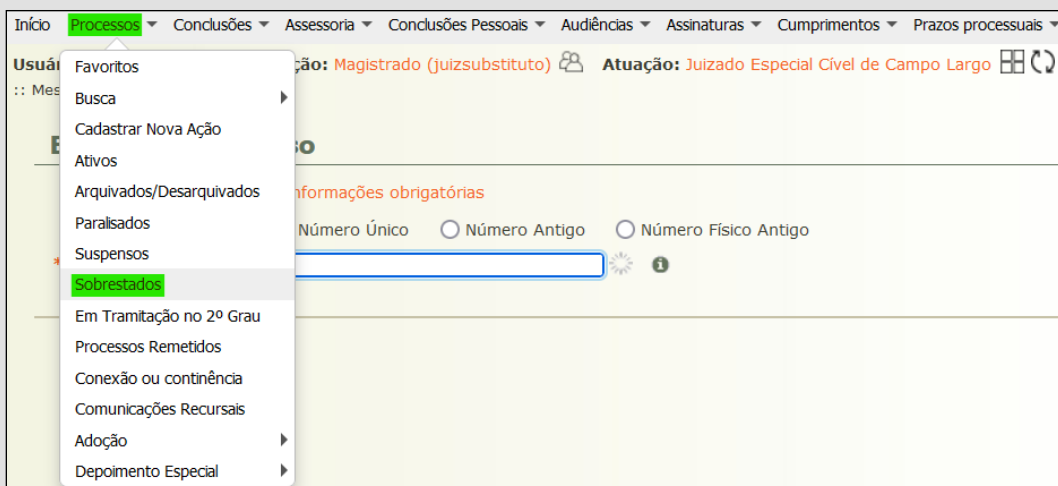 Início Processos Conclusões Assessoria Conclusões Pessoais Audiências Assinaturas Cumprimentos Prazos processuais
Usuá ção: Magistrado (juizsubstituto) Atuação: Juizado Especial Cível de Campo Largo
:: Mes
Favoritos
Busca
Cadastrar Nova Ação
so
Ativos
Arquivados/Desarquivados
nformações obrigatórias
Paralisados
Número Único Número Antigo Número Físico Antigo
Suspensos
*
Sobrestados
Em Tramitação no 2º Grau
Processos Remetidos
Conexão ou continência
Comunicações Recursais
Adoção
Depoimento Especial